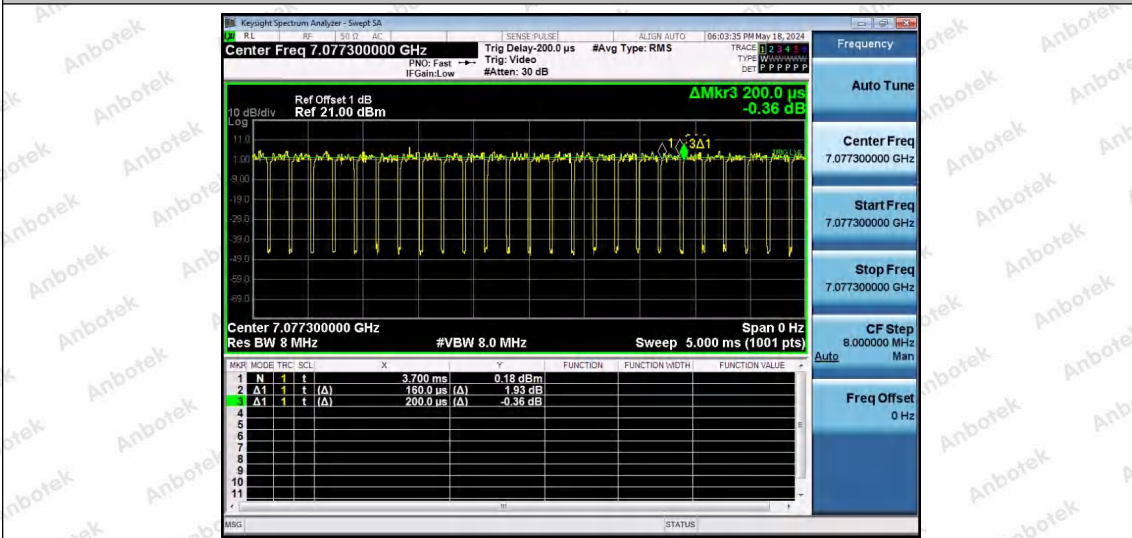 Keysight Spectrum Analyzer - Swept SA
RL RF 50 Ω AC SENSE:PULSE ALIGN AUTO 06:03:35 PM May 18, 2024
Center Freq 7.077300000 GHz
PNO: Fast
IFGain:Low
Trig Delay-200.0 µs
Trig: Video
#Atten: 30 dB
#Avg Type: RMS
TRACE 1 2 3 4 5 6
TYPE W
DET P P P P P P
ΔMkr3 200.0 µs
-0.36 dB
Ref Offset 1 dB
10 dB/div Ref 21.00 dBm
Log
11.0
1.00
-9.00
-19.0
-29.0
-39.0
-49.0
-59.0
-69.0
1 3Δ1
TRIG LVL
Center 7.077300000 GHz Span 0 Hz
Res BW 8 MHz #VBW 8.0 MHz Sweep 5.000 ms (1001 pts)
MKR MODE TRC SCL X Y FUNCTION FUNCTION WIDTH FUNCTION VALUE
1 N 1 t 3.700 ms 0.18 dBm
2 Δ1 1 t (Δ) 160.0 µs (Δ) 1.93 dB
3 Δ1 1 t (Δ) 200.0 µs (Δ) -0.36 dB
4
5
6
7
8
9
10
11
MSG STATUS
Frequency
Auto Tune
Center Freq
7.077300000 GHz
Start Freq
7.077300000 GHz
Stop Freq
7.077300000 GHz
CF Step
8.000000 MHz
Auto Man
Freq Offset
0 Hz
Anbotek